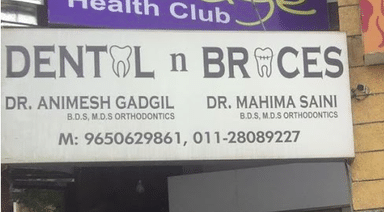 Health Club
DENTAL n BRACES
DR. ANIMESH GADGIL DR. MAHIMA SAINI
B.D.S, M.D.S ORTHODONTICS B.D.S, M.D.S ORTHODONTICS
M: 9650629861, 011-28089227